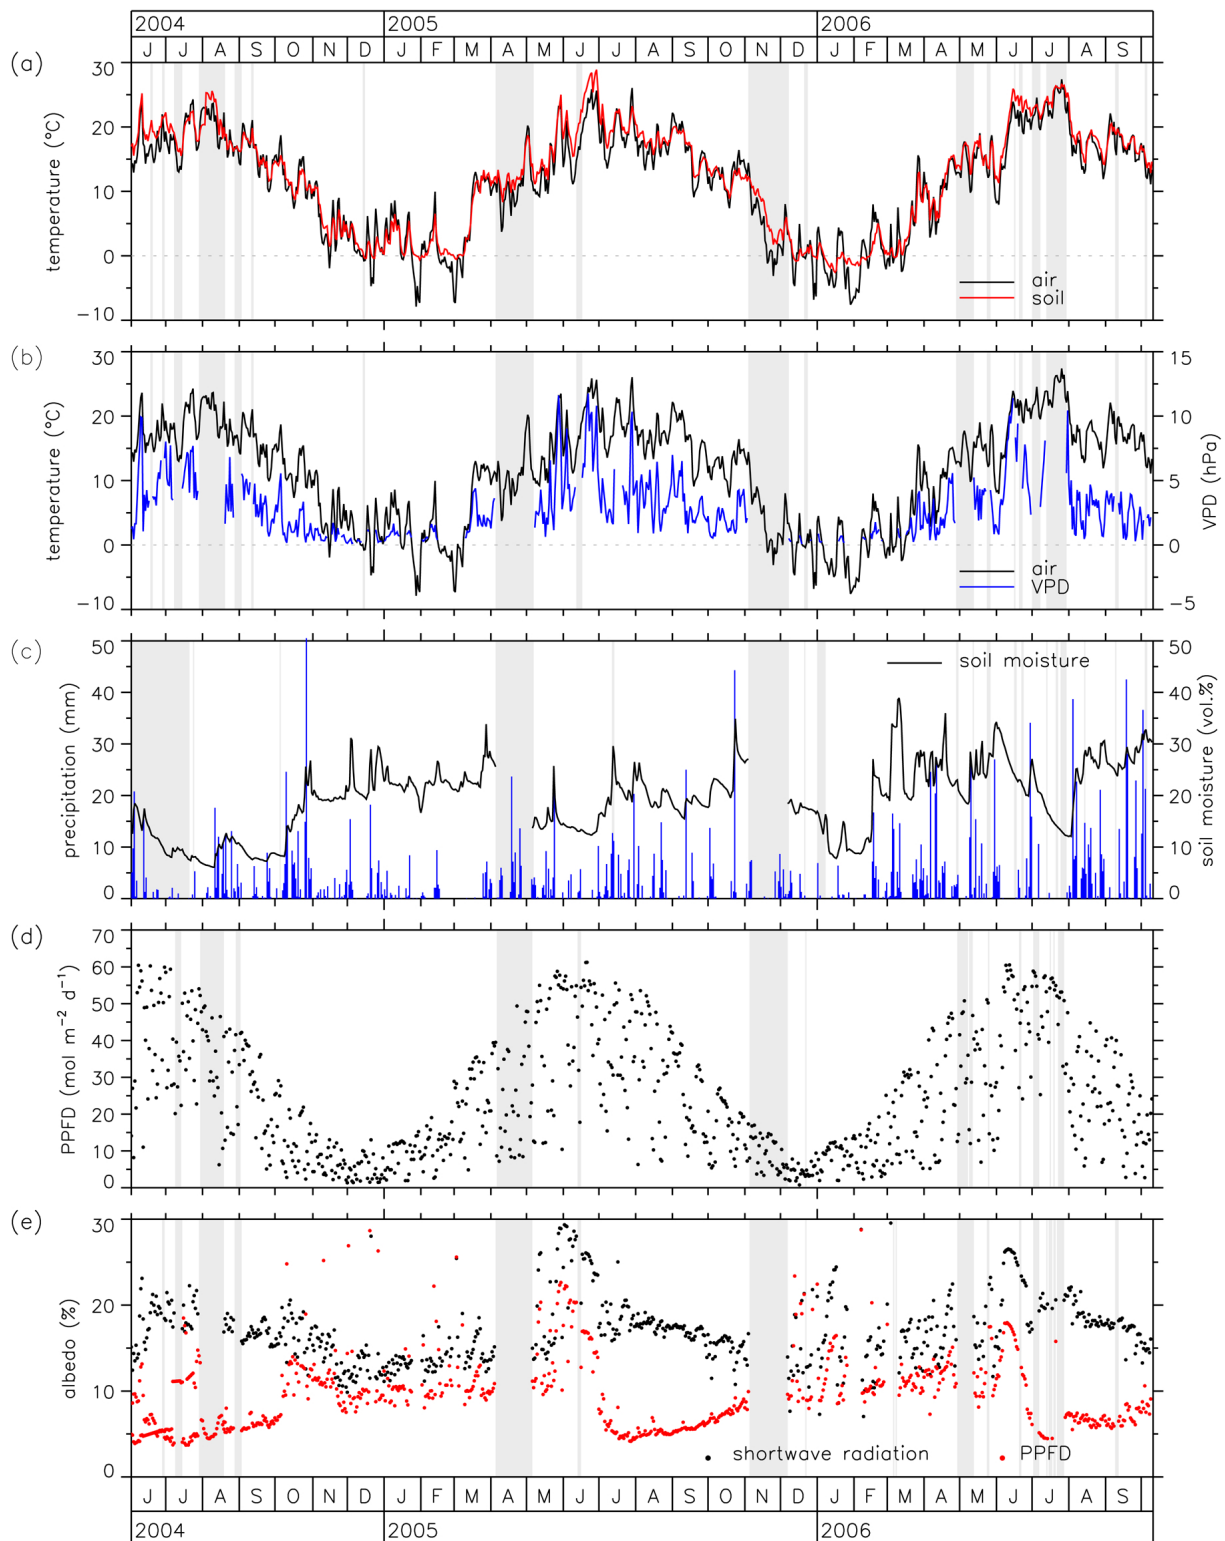 2004 2005 2006
J J A S O N D J F M A M J J A S O N D J F M A M J J A S
(a)
30
20
10
0
−10
temperature (°C)
air
soil
(b)
30
20
10
0
−10
temperature (°C)
15
10
5
0
−5
VPD (hPa)
air
VPD
(c)
50
40
30
20
10
0
precipitation (mm)
50
40
30
20
10
0
soil moisture (vol.%)
soil moisture
(d)
70
60
50
40
30
20
10
0
PPFD (mol m⁻² d⁻¹)
(e)
30
20
10
0
albedo (%)
shortwave radiation PPFD
J J A S O N D J F M A M J J A S O N D J F M A M J J A S
2004 2005 2006